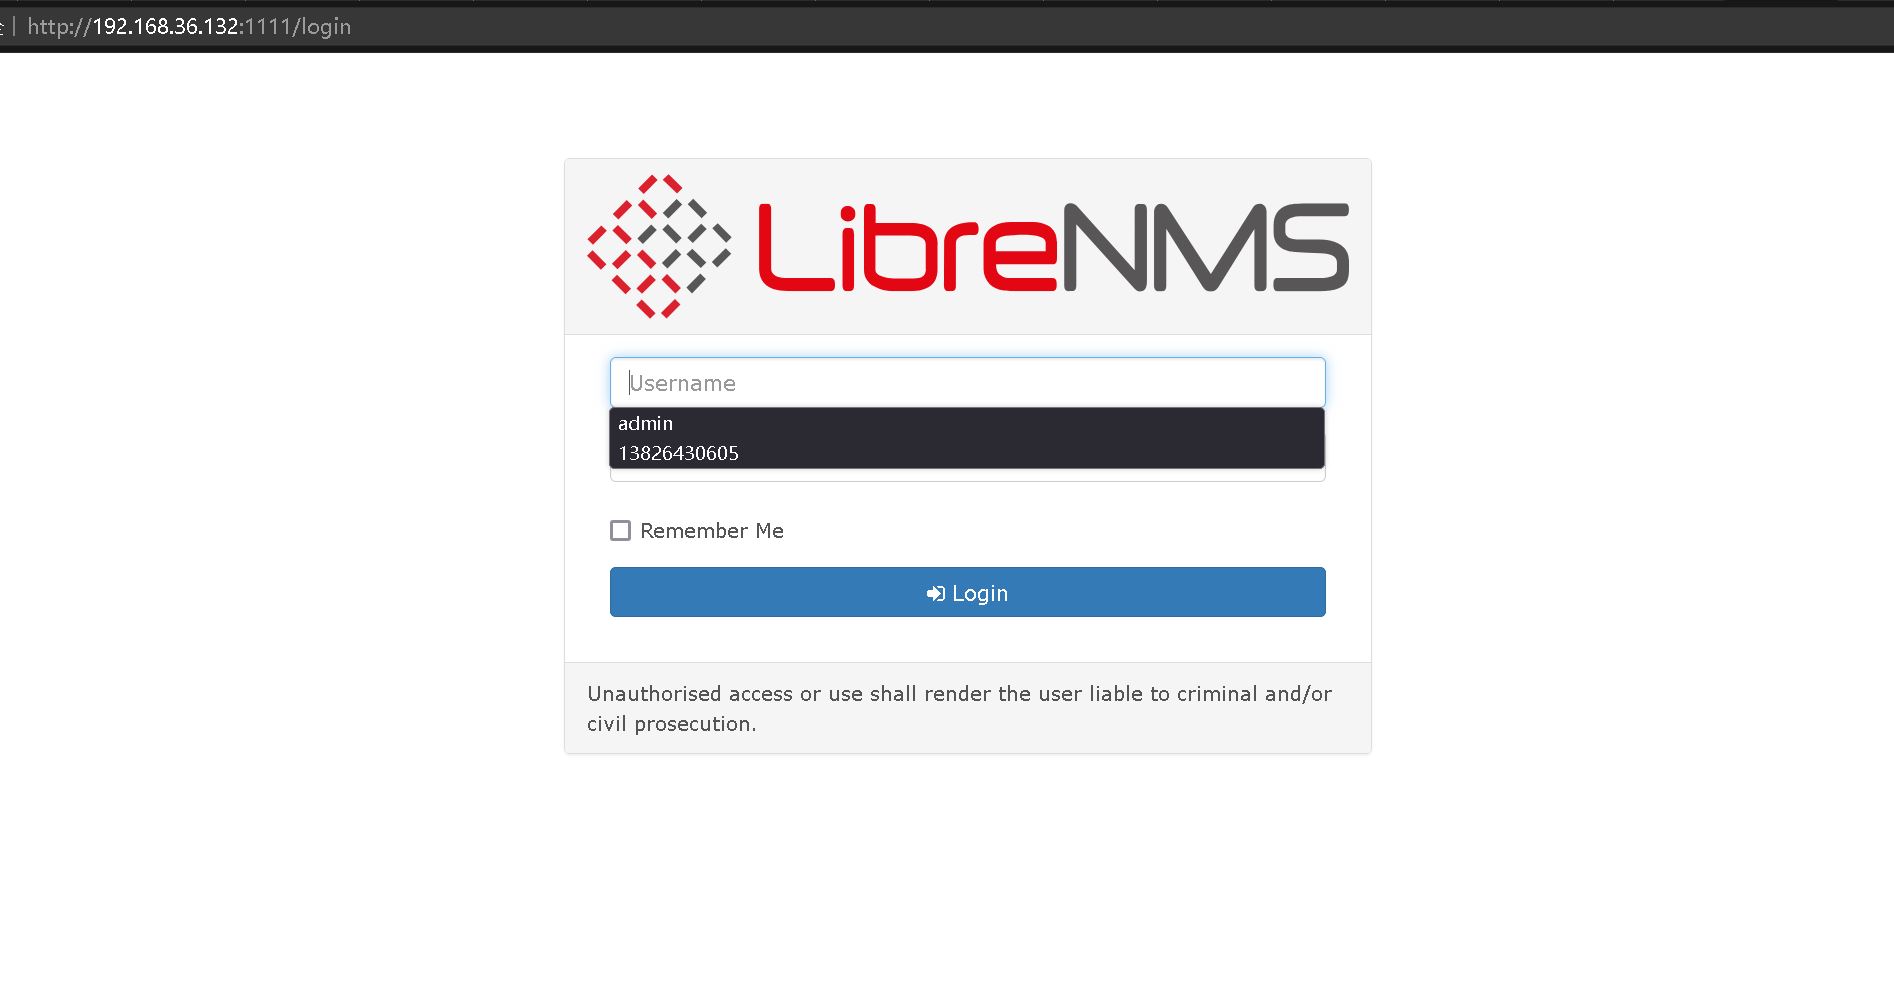 http://192.168.36.132:1111/login
LibreNMS
Username
admin
13826430605
Remember Me
Login
Unauthorised access or use shall render the user liable to criminal and/or
civil prosecution.